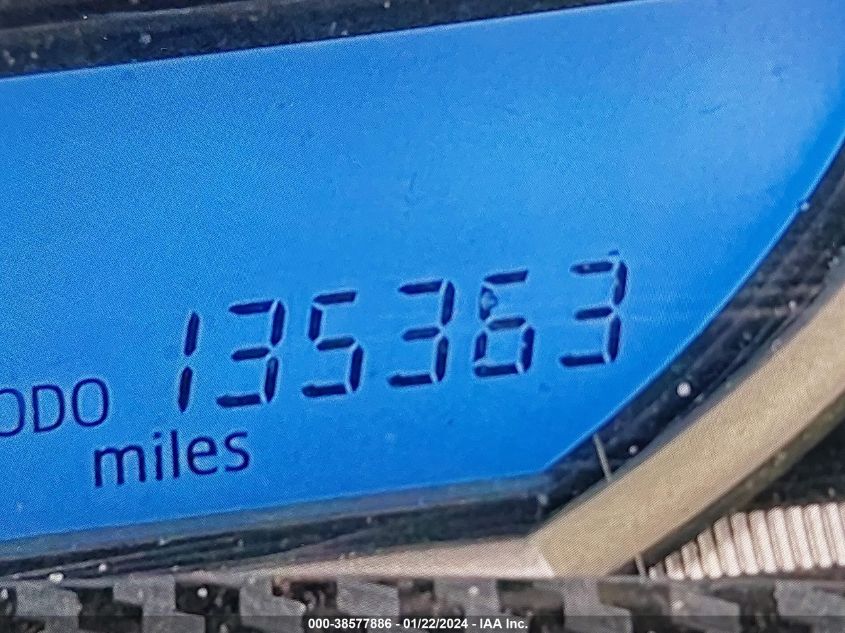 ODO 135363
miles
000-38577886 - 01/22/2024 - IAA Inc.